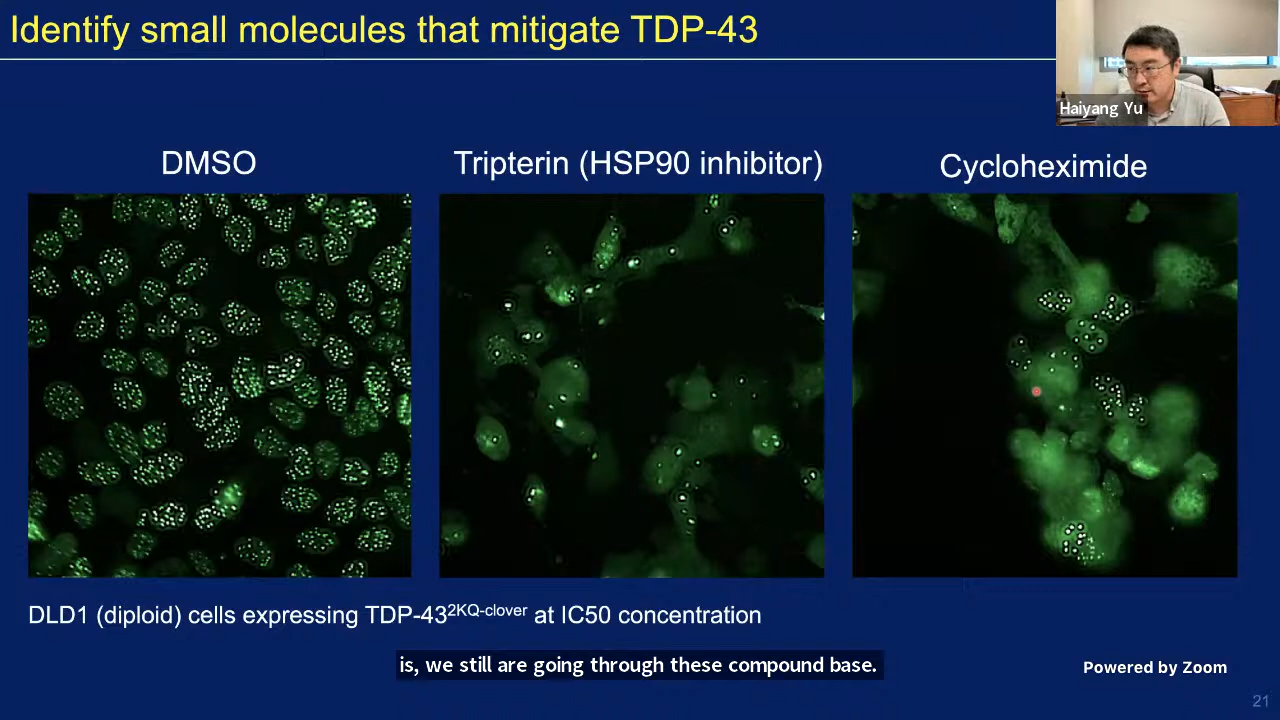 Identify small molecules that mitigate TDP-43
Haiyang Yu
DMSO
Tripterin (HSP90 inhibitor)
Cycloheximide
DLD1 (diploid) cells expressing TDP-43²ᴷQ-clover at IC50 concentration
is, we still are going through these compound base.
Powered by Zoom
21